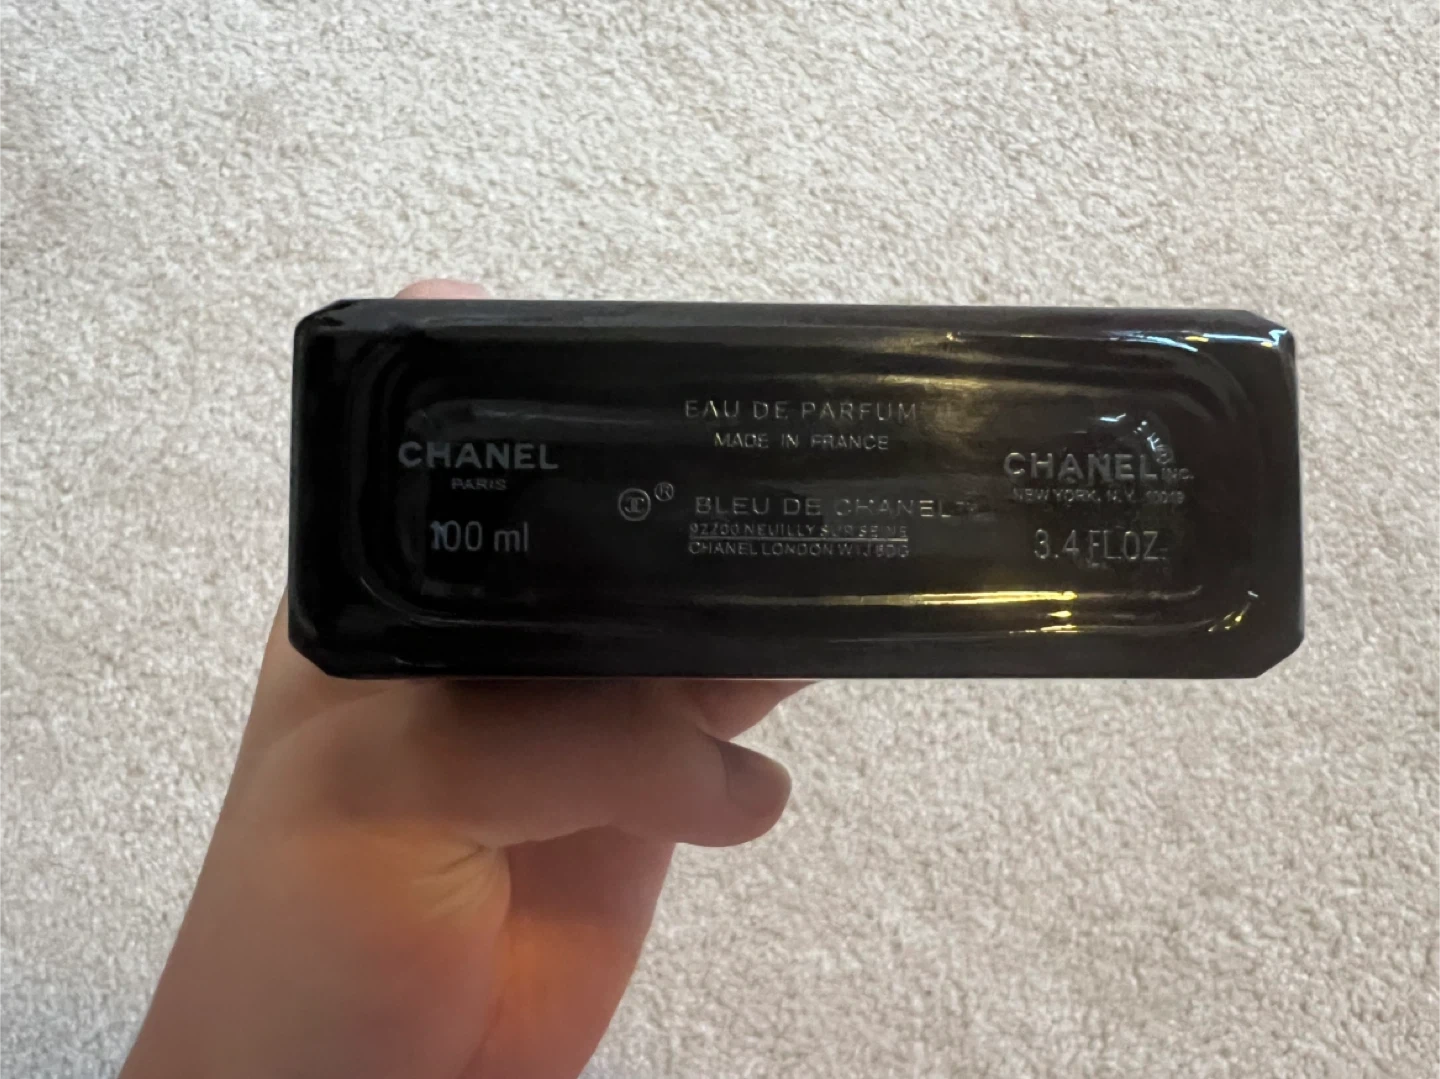 CHANEL
PARIS
100 ml
EAU DE PARFUM
MADE IN FRANCE
® BLEU DE CHANEL
92200 NEUILLY SUR SEINE
CHANEL LONDON W1J 6DG
CHANEL INC.
NEW YORK, N.Y. 10019
3.4 FL.OZ.